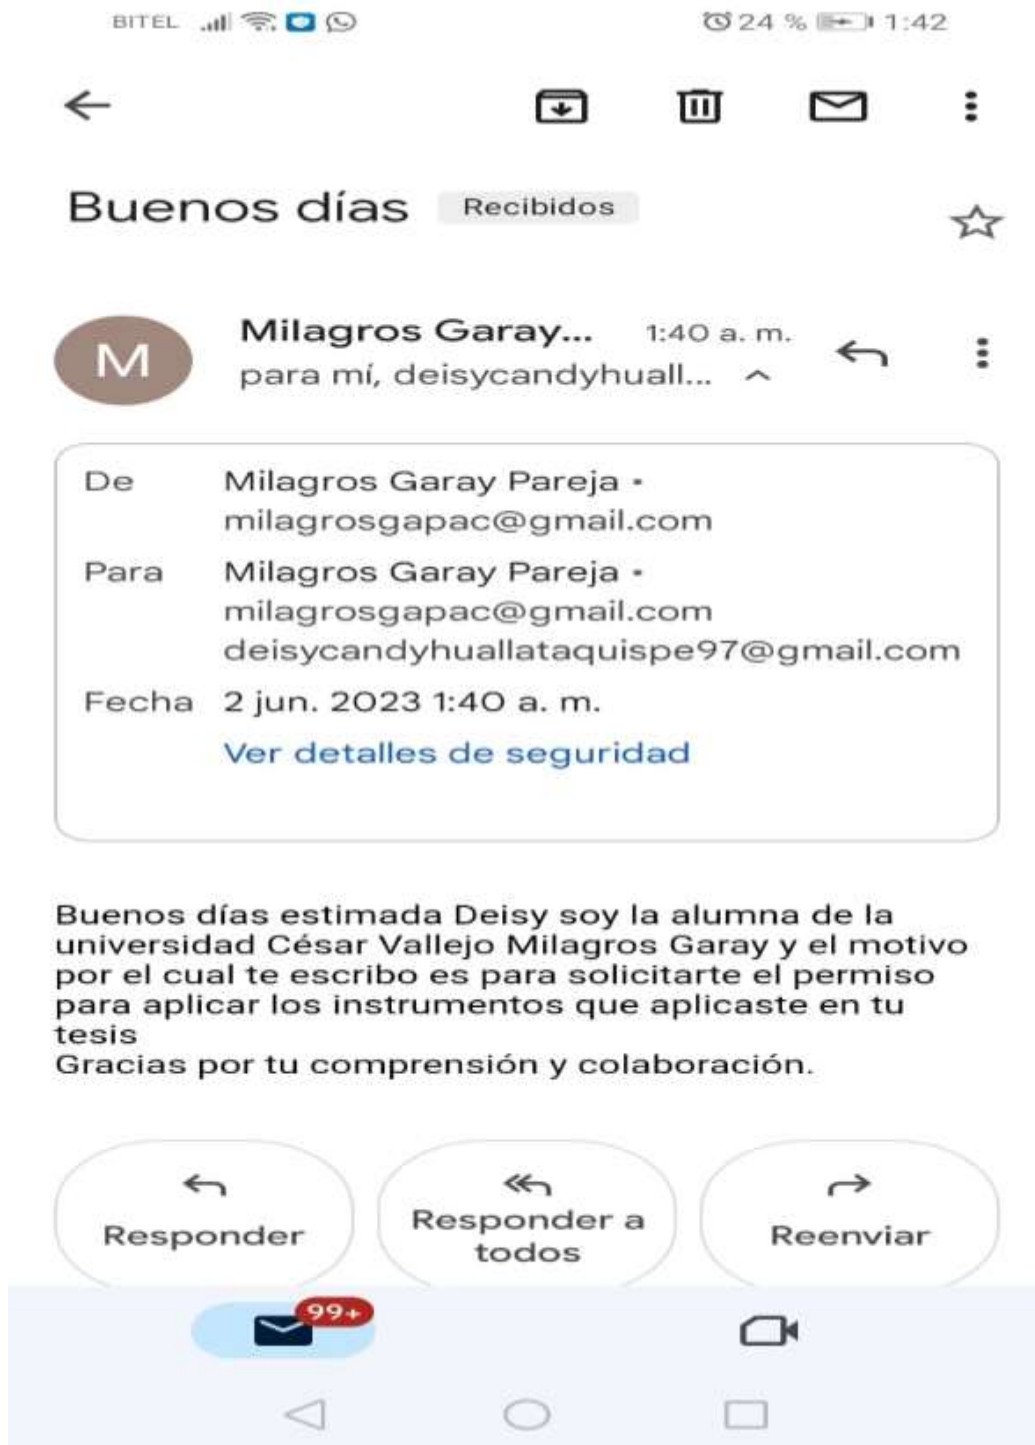 BITEL 24 % 1:42
Buenos días Recibidos
M
Milagros Garay... 1:40 a. m.
para mí, deisycandyhuall...
De Milagros Garay Pareja •
milagrosgapac@gmail.com
Para Milagros Garay Pareja •
milagrosgapac@gmail.com
deisycandyhuallataquispe97@gmail.com
Fecha 2 jun. 2023 1:40 a. m.
Ver detalles de seguridad
Buenos días estimada Deisy soy la alumna de la
universidad César Vallejo Milagros Garay y el motivo
por el cual te escribo es para solicitarte el permiso
para aplicar los instrumentos que aplicaste en tu
tesis
Gracias por tu comprensión y colaboración.
Responder
Responder a
todos
Reenviar
99+